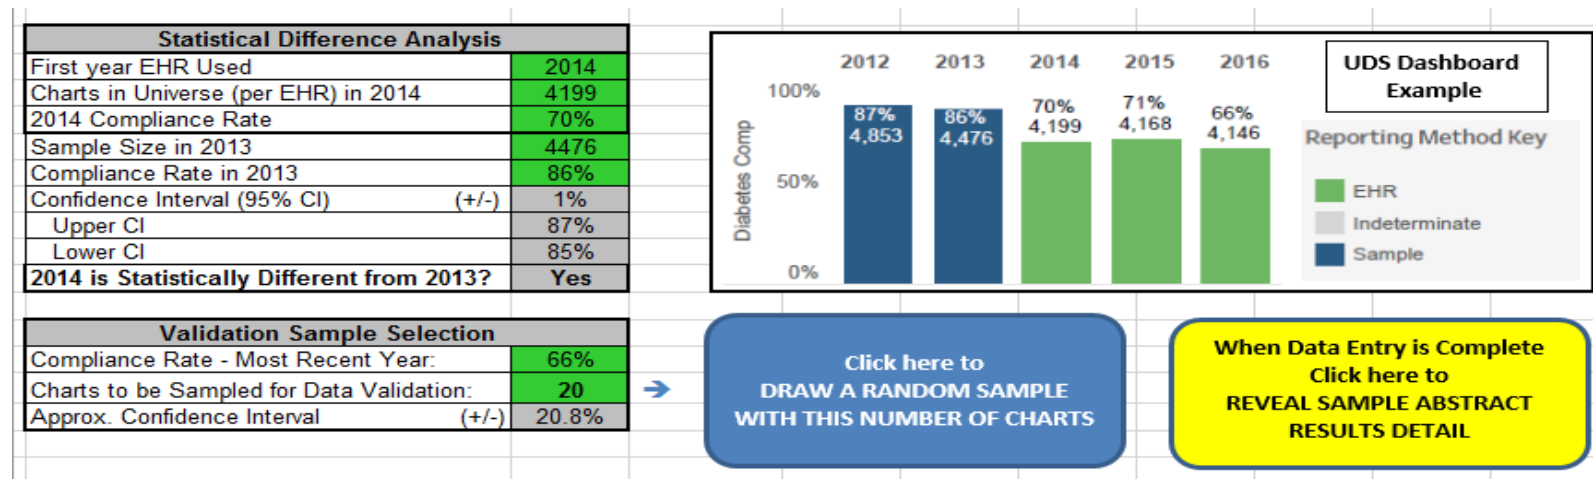 Statistical Difference Analysis
First year EHR Used 2014
Charts in Universe (per EHR) in 2014 4199
2014 Compliance Rate 70%
Sample Size in 2013 4476
Compliance Rate in 2013 86%
Confidence Interval (95% CI) (+/-) 1%
Upper CI 87%
Lower CI 85%
2014 is Statistically Different from 2013? Yes
2012 2013 2014 2015 2016
100%
50%
0%
Diabetes Comp
87% 86% 70% 71% 66%
4,853 4,476 4,199 4,168 4,146
UDS Dashboard
Example
Reporting Method Key
EHR
Indeterminate
Sample
Validation Sample Selection
Compliance Rate - Most Recent Year: 66%
Charts to be Sampled for Data Validation: 20
Approx. Confidence Interval (+/-) 20.8%
Click here to
DRAW A RANDOM SAMPLE
WITH THIS NUMBER OF CHARTS
When Data Entry is Complete
Click here to
REVEAL SAMPLE ABSTRACT
RESULTS DETAIL